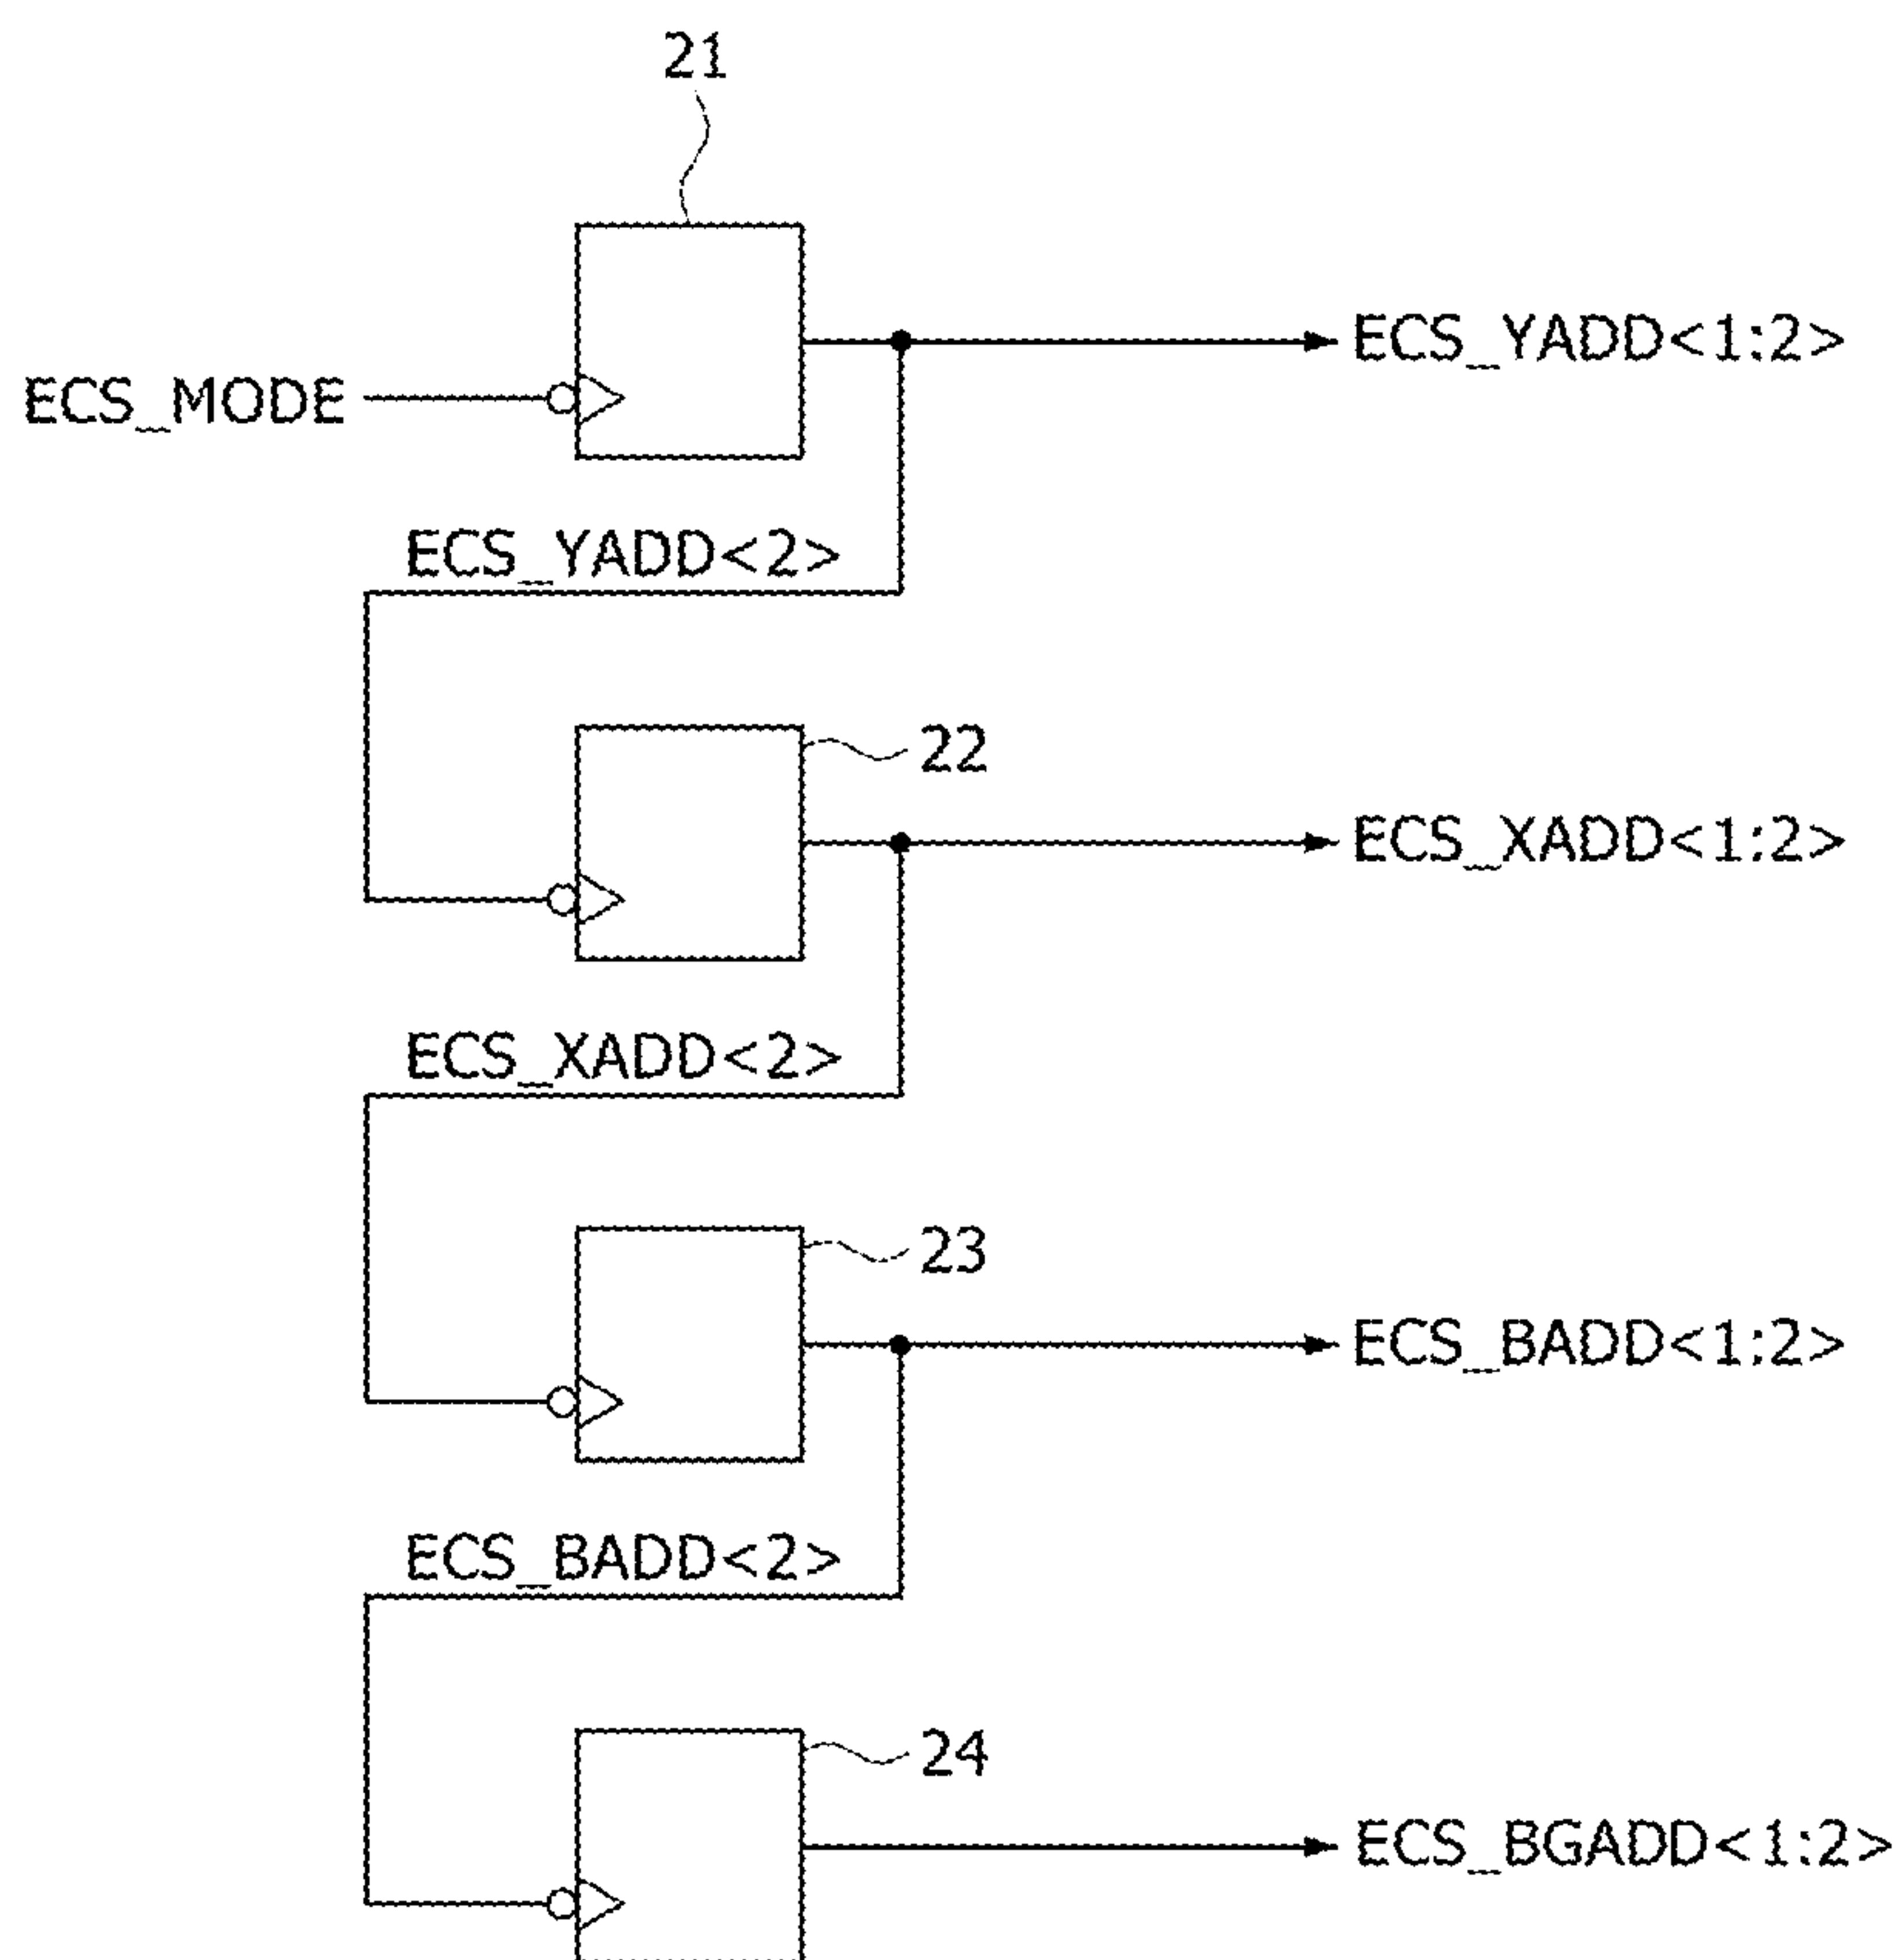 21
ECS_YADD<1:2>
ECS_MODE
ECS_YADD<2>
22
ECS_XADD<1:2>
ECS_XADD<2>
23
ECS_BADD<1:2>
ECS_BADD<2>
24
ECS_BGADD<1:2>